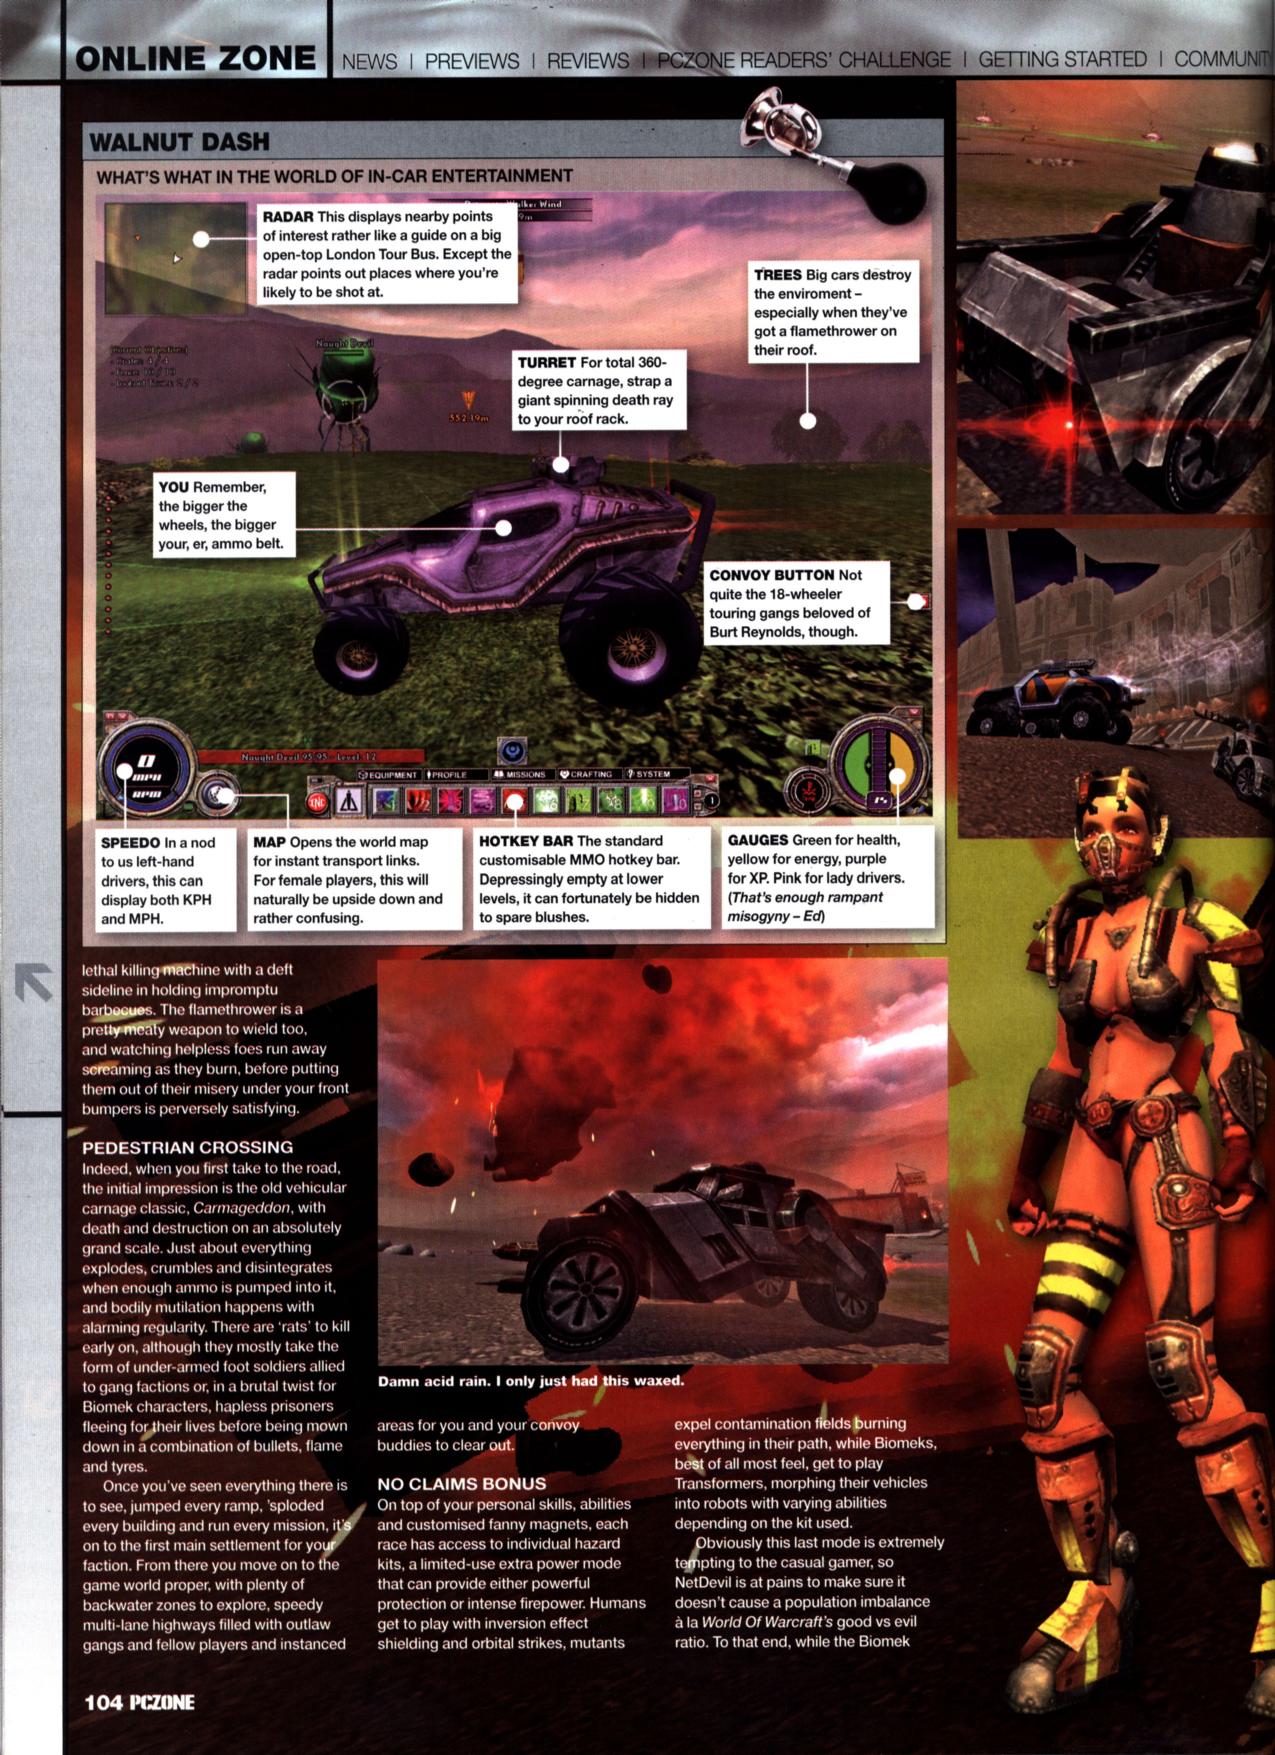 ONLINE ZONE
NEWS | PREVIEWS | REVIEWS | PCZONE READERS' CHALLENGE | GETTING STARTED | COMMUNIT
WALNUT DASH
WHAT'S WHAT IN THE WORLD OF IN-CAR ENTERTAINMENT
RADAR This displays nearby points
of interest rather like a guide on a big
open-top London Tour Bus. Except the
radar points out places where you're
likely to be shot at.
Walker Wind
9m
TREES Big cars destroy
the enviroment –
especially when they've
got a flamethrower on
their roof.
Naught Devil
552.19m
TURRET For total 360-
degree carnage, strap a
giant spinning death ray
to your roof rack.
YOU Remember,
the bigger the
wheels, the bigger
your, er, ammo belt.
CONVOY BUTTON Not
quite the 18-wheeler
touring gangs beloved of
Burt Reynolds, though.
0
MPH
RPM
Naught Devil 95/95 - Level: 12
EQUIPMENT PROFILE MISSIONS CRAFTING SYSTEM
INC
SPEEDO In a nod
to us left-hand
drivers, this can
display both KPH
and MPH.
MAP Opens the world map
for instant transport links.
For female players, this will
naturally be upside down and
rather confusing.
HOTKEY BAR The standard
customisable MMO hotkey bar.
Depressingly empty at lower
levels, it can fortunately be hidden
to spare blushes.
GAUGES Green for health,
yellow for energy, purple
for XP. Pink for lady drivers.
(That's enough rampant
misogyny – Ed)
lethal killing machine with a deft
sideline in holding impromptu
barbecues. The flamethrower is a
pretty meaty weapon to wield too,
and watching helpless foes run away
screaming as they burn, before putting
them out of their misery under your front
bumpers is perversely satisfying.
PEDESTRIAN CROSSING
Indeed, when you first take to the road,
the initial impression is the old vehicular
carnage classic, Carmageddon, with
death and destruction on an absolutely
grand scale. Just about everything
explodes, crumbles and disintegrates
when enough ammo is pumped into it,
and bodily mutilation happens with
alarming regularity. There are 'rats' to kill
early on, although they mostly take the
form of under-armed foot soldiers allied
to gang factions or, in a brutal twist for
Biomek characters, hapless prisoners
fleeing for their lives before being mown
down in a combination of bullets, flame
and tyres.
Once you've seen everything there is
to see, jumped every ramp, 'sploded
every building and run every mission, it's
on to the first main settlement for your
faction. From there you move on to the
game world proper, with plenty of
backwater zones to explore, speedy
multi-lane highways filled with outlaw
gangs and fellow players and instanced
Damn acid rain. I only just had this waxed.
areas for you and your convoy
buddies to clear out.
NO CLAIMS BONUS
On top of your personal skills, abilities
and customised fanny magnets, each
race has access to individual hazard
kits, a limited-use extra power mode
that can provide either powerful
protection or intense firepower. Humans
get to play with inversion effect
shielding and orbital strikes, mutants
expel contamination fields burning
everything in their path, while Biomeks,
best of all most feel, get to play
Transformers, morphing their vehicles
into robots with varying abilities
depending on the kit used.
Obviously this last mode is extremely
tempting to the casual gamer, so
NetDevil is at pains to make sure it
doesn't cause a population imbalance
à la World Of Warcraft's good vs evil
ratio. To that end, while the Biomek
104 PCZONE